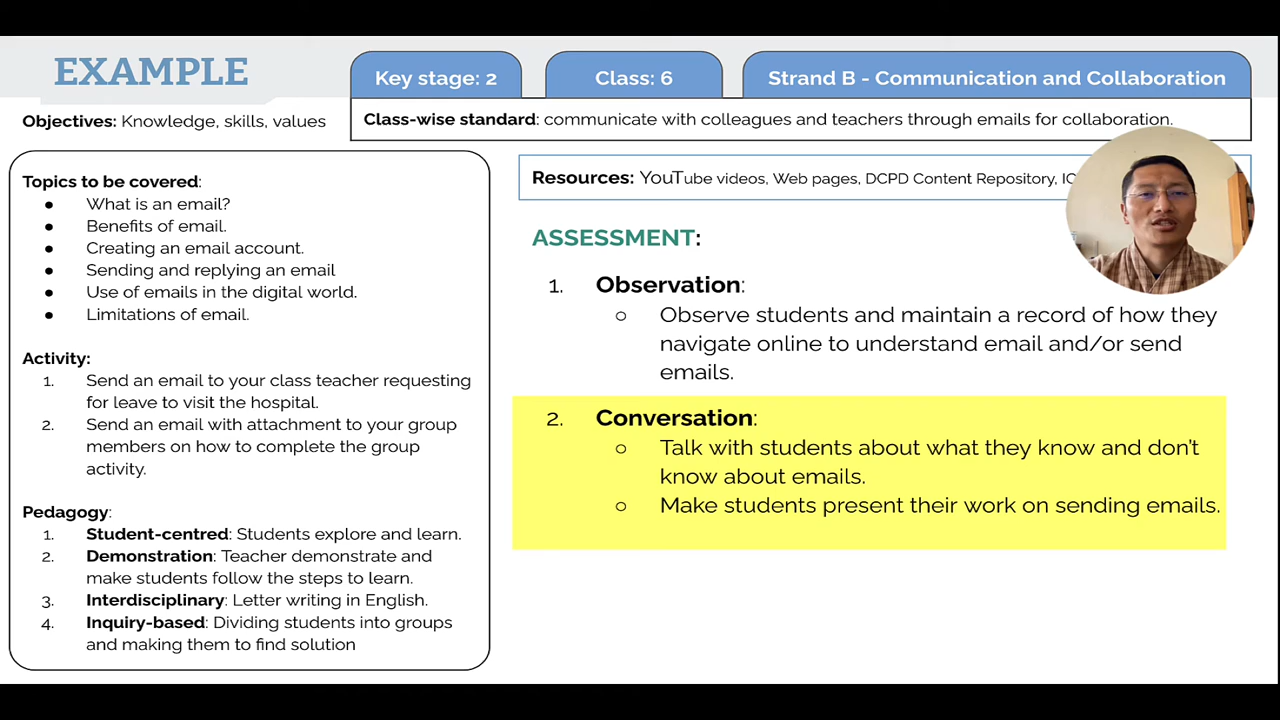 EXAMPLE
Key stage: 2
Class: 6
Strand B - Communication and Collaboration
Objectives: Knowledge, skills, values
Class-wise standard: communicate with colleagues and teachers through emails for collaboration.
Topics to be covered:
● What is an email?
● Benefits of email.
● Creating an email account.
● Sending and replying an email
● Use of emails in the digital world.
● Limitations of email.
Activity:
1. Send an email to your class teacher requesting
for leave to visit the hospital.
2. Send an email with attachment to your group
members on how to complete the group
activity.
Pedagogy:
1. Student-centred: Students explore and learn.
2. Demonstration: Teacher demonstrate and
make students follow the steps to learn.
3. Interdisciplinary: Letter writing in English.
4. Inquiry-based: Dividing students into groups
and making them to find solution
Resources: YouTube videos, Web pages, DCPD Content Repository,
ASSESSMENT:
1. Observation:
○ Observe students and maintain a record of how they
navigate online to understand email and/or send
emails.
2. Conversation:
○ Talk with students about what they know and don't
know about emails.
○ Make students present their work on sending emails.